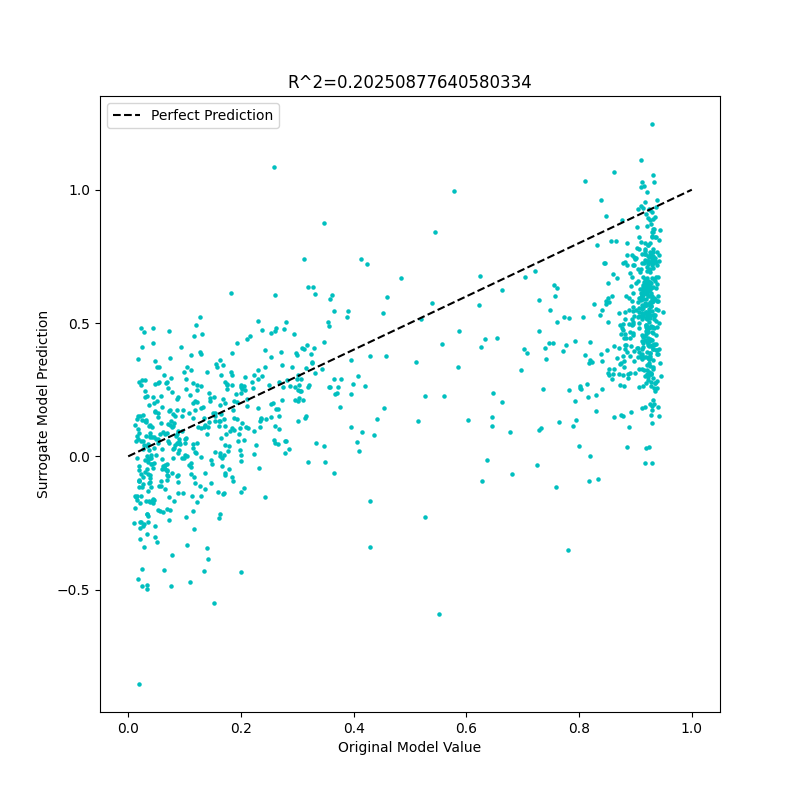 R^2=0.20250877640580334
Perfect Prediction
Surrogate Model Prediction
1.0
0.5
0.0
−0.5
0.0 0.2 0.4 0.6 0.8 1.0
Original Model Value